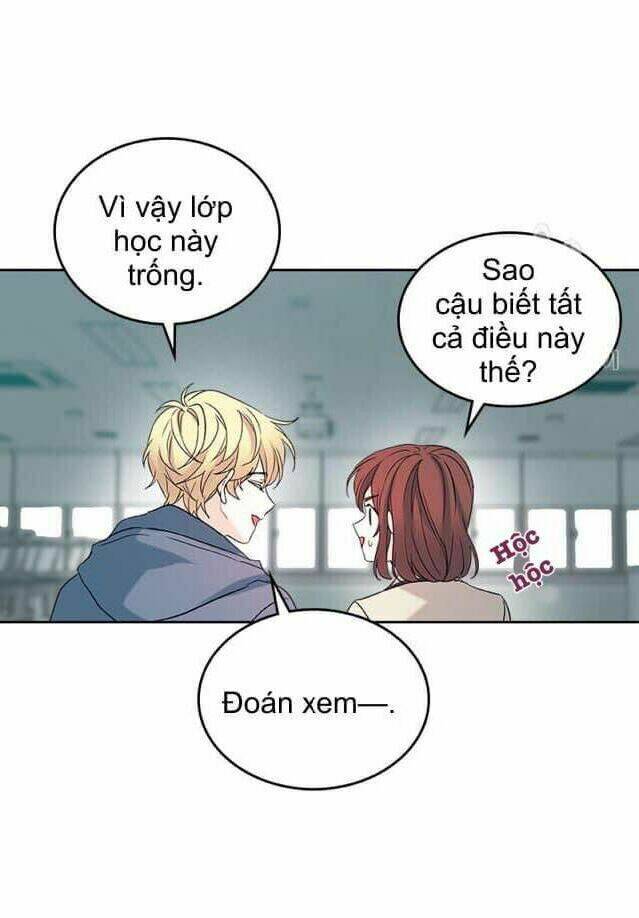 Vì vậy lớp
học này
trống.
Sao
cậu biết tất
cả điều này
thế?
Hộc
hộc
Đoán xem—.